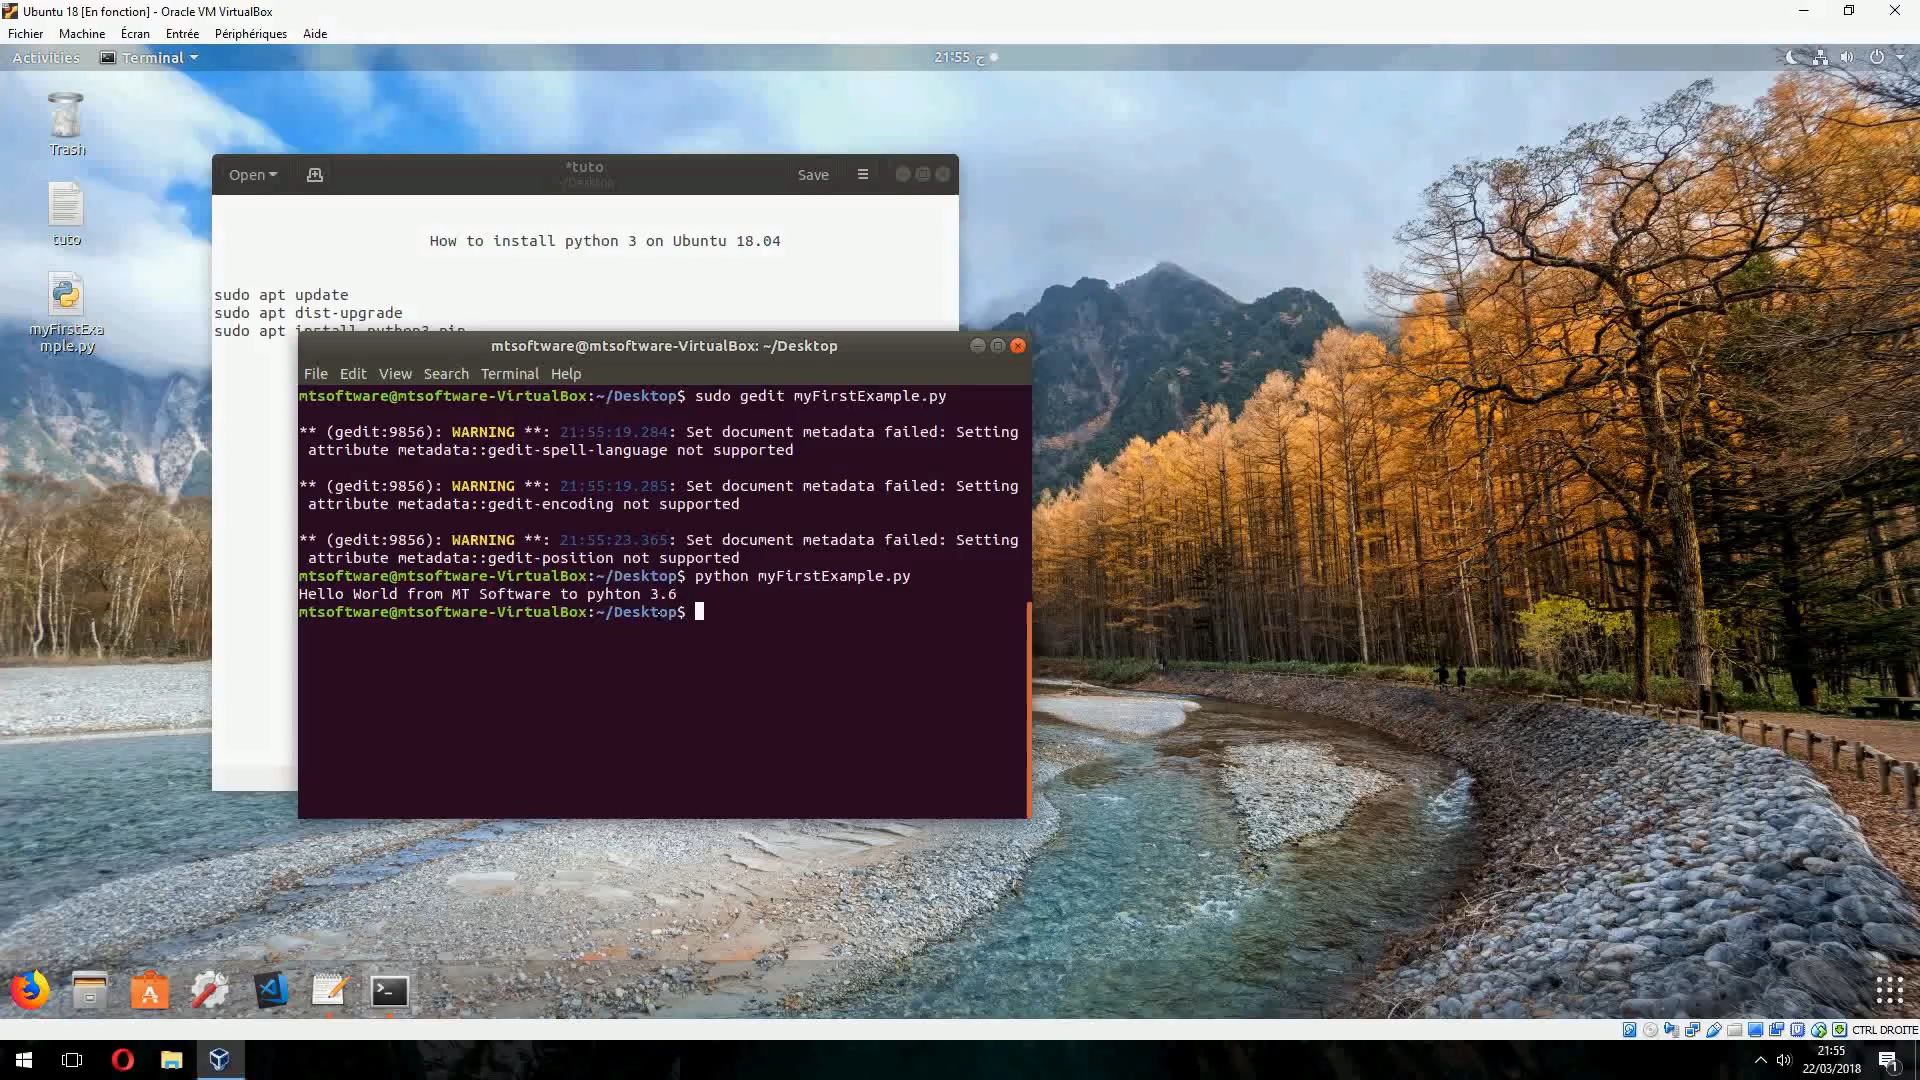 Ubuntu 18 [En fonction] - Oracle VM VirtualBox
Fichier Machine Écran Entrée Périphériques Aide
Activities Terminal 21:55 ح
Trash
tuto
myFirstExa
mple.py
Open *tuto Save
~/Desktop
How to install python 3 on Ubuntu 18.04
sudo apt update
sudo apt dist-upgrade
sudo apt install python3 pip
mtsoftware@mtsoftware-VirtualBox: ~/Desktop
File Edit View Search Terminal Help
mtsoftware@mtsoftware-VirtualBox:~/Desktop$ sudo gedit myFirstExample.py
** (gedit:9856): WARNING **: 21:55:19.284: Set document metadata failed: Setting
attribute metadata::gedit-spell-language not supported
** (gedit:9856): WARNING **: 21:55:19.285: Set document metadata failed: Setting
attribute metadata::gedit-encoding not supported
** (gedit:9856): WARNING **: 21:55:23.365: Set document metadata failed: Setting
attribute metadata::gedit-position not supported
mtsoftware@mtsoftware-VirtualBox:~/Desktop$ python myFirstExample.py
Hello World from MT Software to pyhton 3.6
mtsoftware@mtsoftware-VirtualBox:~/Desktop$
CTRL DROITE
21:55
22/03/2018
1